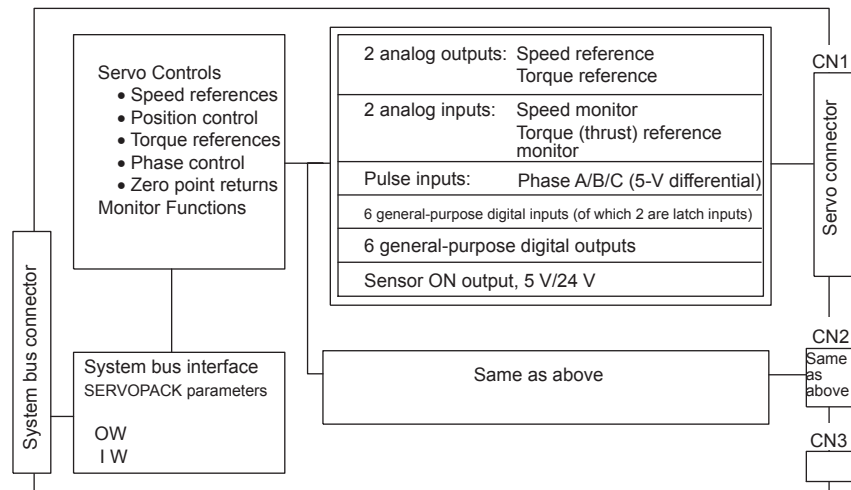 Servo Controls
• Speed references
• Position control
• Torque references
• Phase control
• Zero point returns
Monitor Functions
2 analog outputs: Speed reference
Torque reference
2 analog inputs: Speed monitor
Torque (thrust) reference
monitor
Pulse inputs: Phase A/B/C (5-V differential)
6 general-purpose digital inputs (of which 2 are latch inputs)
6 general-purpose digital outputs
Sensor ON output, 5 V/24 V
CN1
Servo connector
System bus connector
System bus interface
SERVOPACK parameters
OW
I W
Same as above
CN2
Same
as
above
CN3